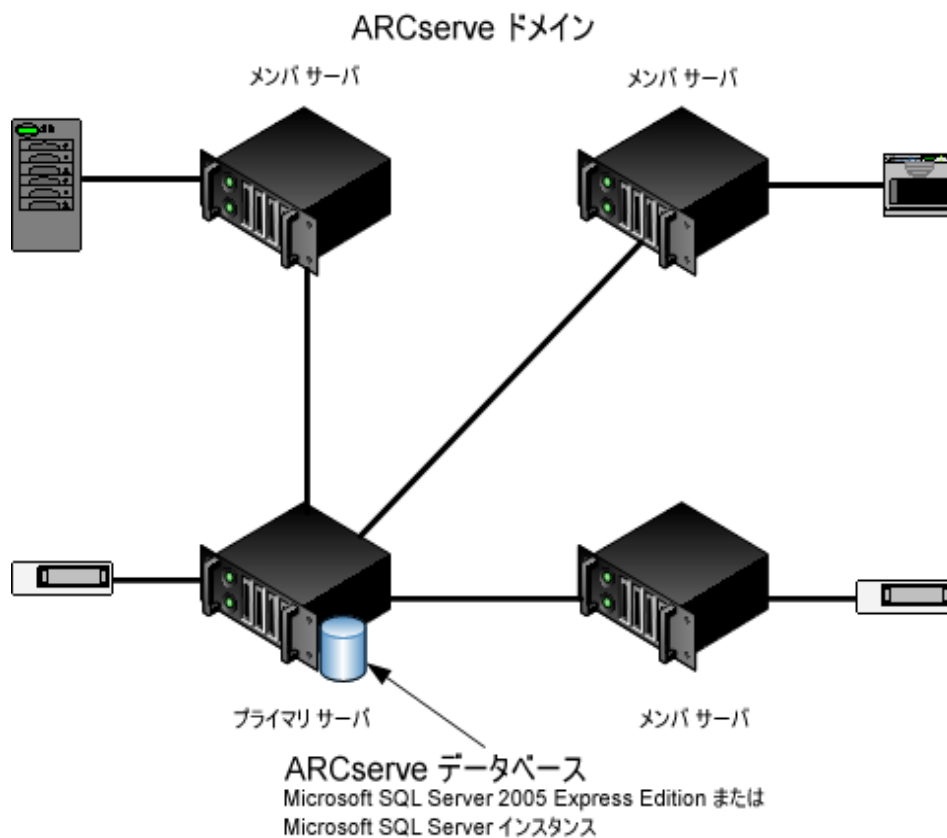 ARCserve ドメイン
メンバ サーバ
メンバ サーバ
プライマリ サーバ
メンバ サーバ
ARCserve データベース
Microsoft SQL Server 2005 Express Edition または
Microsoft SQL Server インスタンス